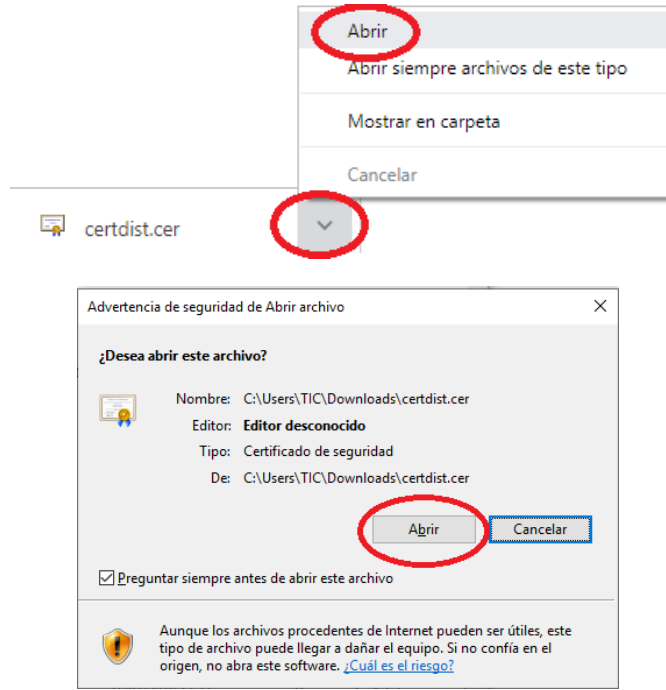 Abrir
Abrir siempre archivos de este tipo
Mostrar en carpeta
Cancelar
certdist.cer
Advertencia de seguridad de Abrir archivo
¿Desea abrir este archivo?
Nombre: C:\Users\TIC\Downloads\certdist.cer
Editor: Editor desconocido
Tipo: Certificado de seguridad
De: C:\Users\TIC\Downloads\certdist.cer
Abrir Cancelar
Preguntar siempre antes de abrir este archivo
Aunque los archivos procedentes de Internet pueden ser útiles, este
tipo de archivo puede llegar a dañar el equipo. Si no confía en el
origen, no abra este software. ¿Cuál es el riesgo?